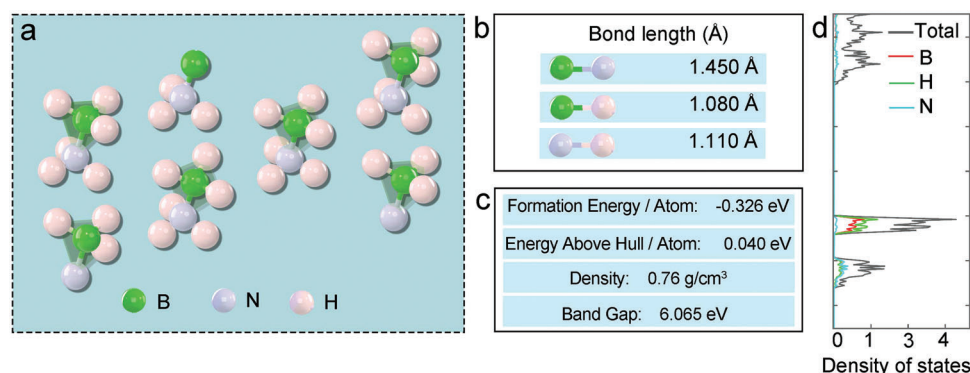 a
B N H
b
Bond length (Å)
1.450 Å
1.080 Å
1.110 Å
c
Formation Energy / Atom: -0.326 eV
Energy Above Hull / Atom: 0.040 eV
Density: 0.76 g/cm³
Band Gap: 6.065 eV
d
Total
B
H
N
0 1 3 4
Density of states